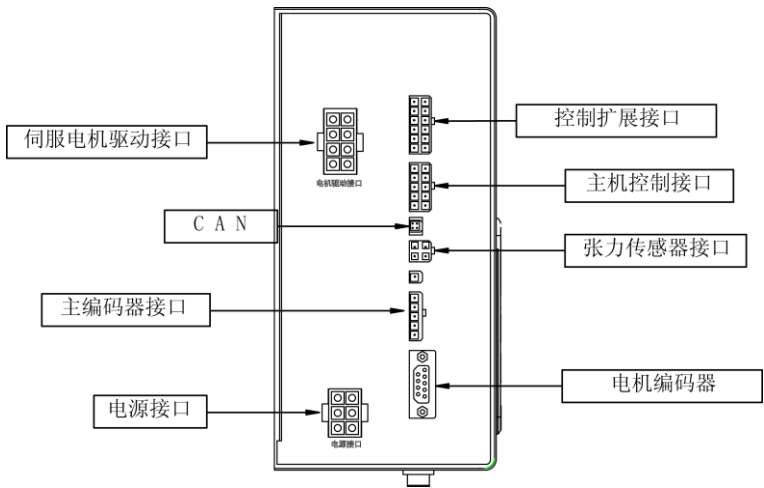 控制扩展接口
伺服电机驱动接口
电机驱动接口
主机控制接口
CAN
张力传感器接口
主编码器接口
电机编码器
电源接口
电源接口